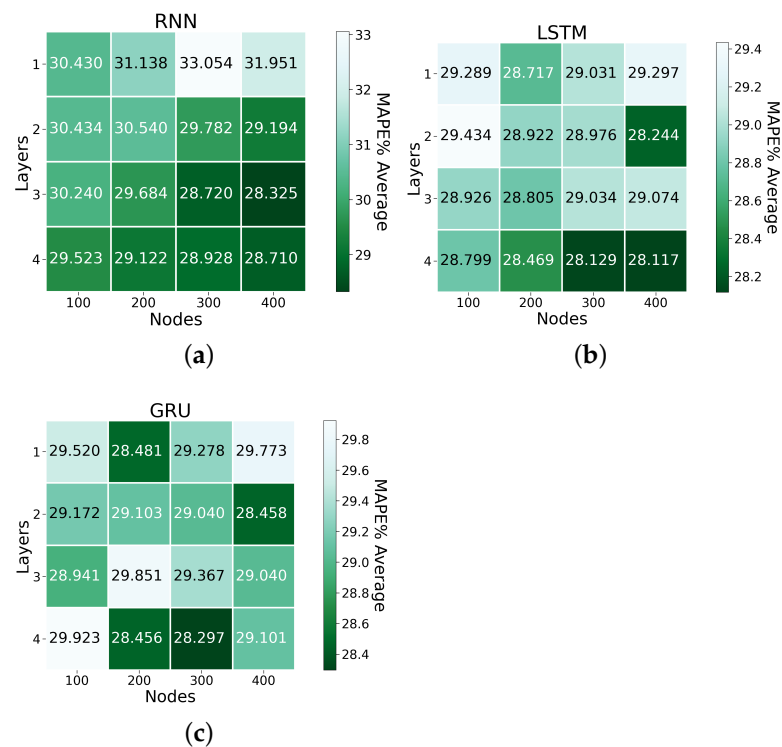 RNN
1 30.430 31.138 33.054 31.951
2 30.434 30.540 29.782 29.194
3 30.240 29.684 28.720 28.325
4 29.523 29.122 28.928 28.710
100 200 300 400
Layers
Nodes
33
32
31
30
29
MAPE% Average
(a)
LSTM
1 29.289 28.717 29.031 29.297
2 29.434 28.922 28.976 28.244
3 28.926 28.805 29.034 29.074
4 28.799 28.469 28.129 28.117
100 200 300 400
Layers
Nodes
29.4
29.2
29.0
28.8
28.6
28.4
28.2
MAPE% Average
(b)
GRU
1 29.520 28.481 29.278 29.773
2 29.172 29.103 29.040 28.458
3 28.941 29.851 29.367 29.040
4 29.923 28.456 28.297 29.101
100 200 300 400
Layers
Nodes
29.8
29.6
29.4
29.2
29.0
28.8
28.6
28.4
MAPE% Average
(c)